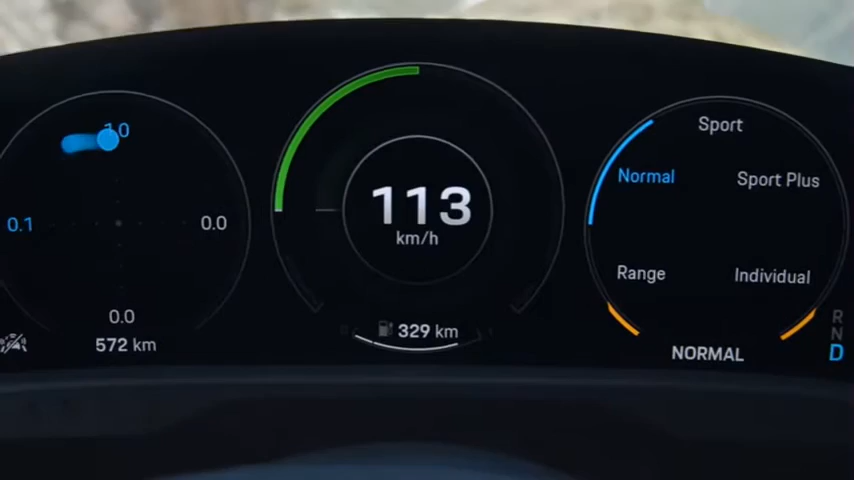 1.0
0.1
0.0
0.0
572 km
113
km/h
329 km
Sport
Normal
Sport Plus
Range
Individual
NORMAL
R
N
D